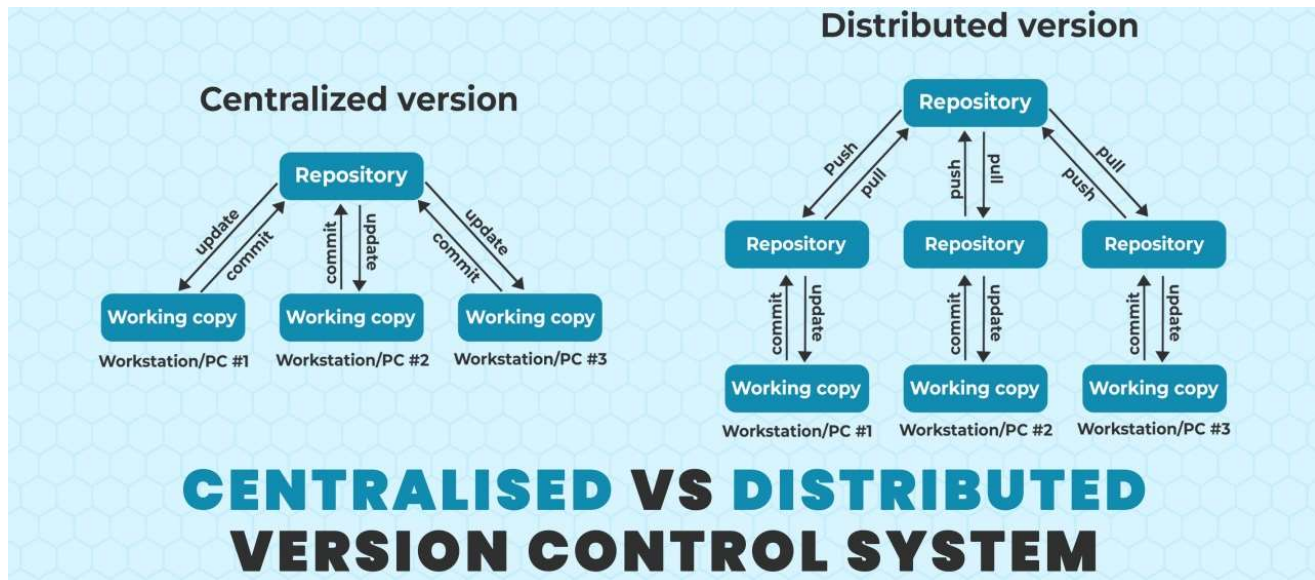 Distributed version
Centralized version
Repository
Push
pull
push
pull
pull
push
Repository
update
commit
commit
update
update
commit
Repository
Repository
Repository
commit
update
commit
update
commit
update
Working copy
Working copy
Working copy
Workstation/PC #1
Workstation/PC #2
Workstation/PC #3
Working copy
Working copy
Working copy
Workstation/PC #1
Workstation/PC #2
Workstation/PC #3
CENTRALISED VS DISTRIBUTED
VERSION CONTROL SYSTEM